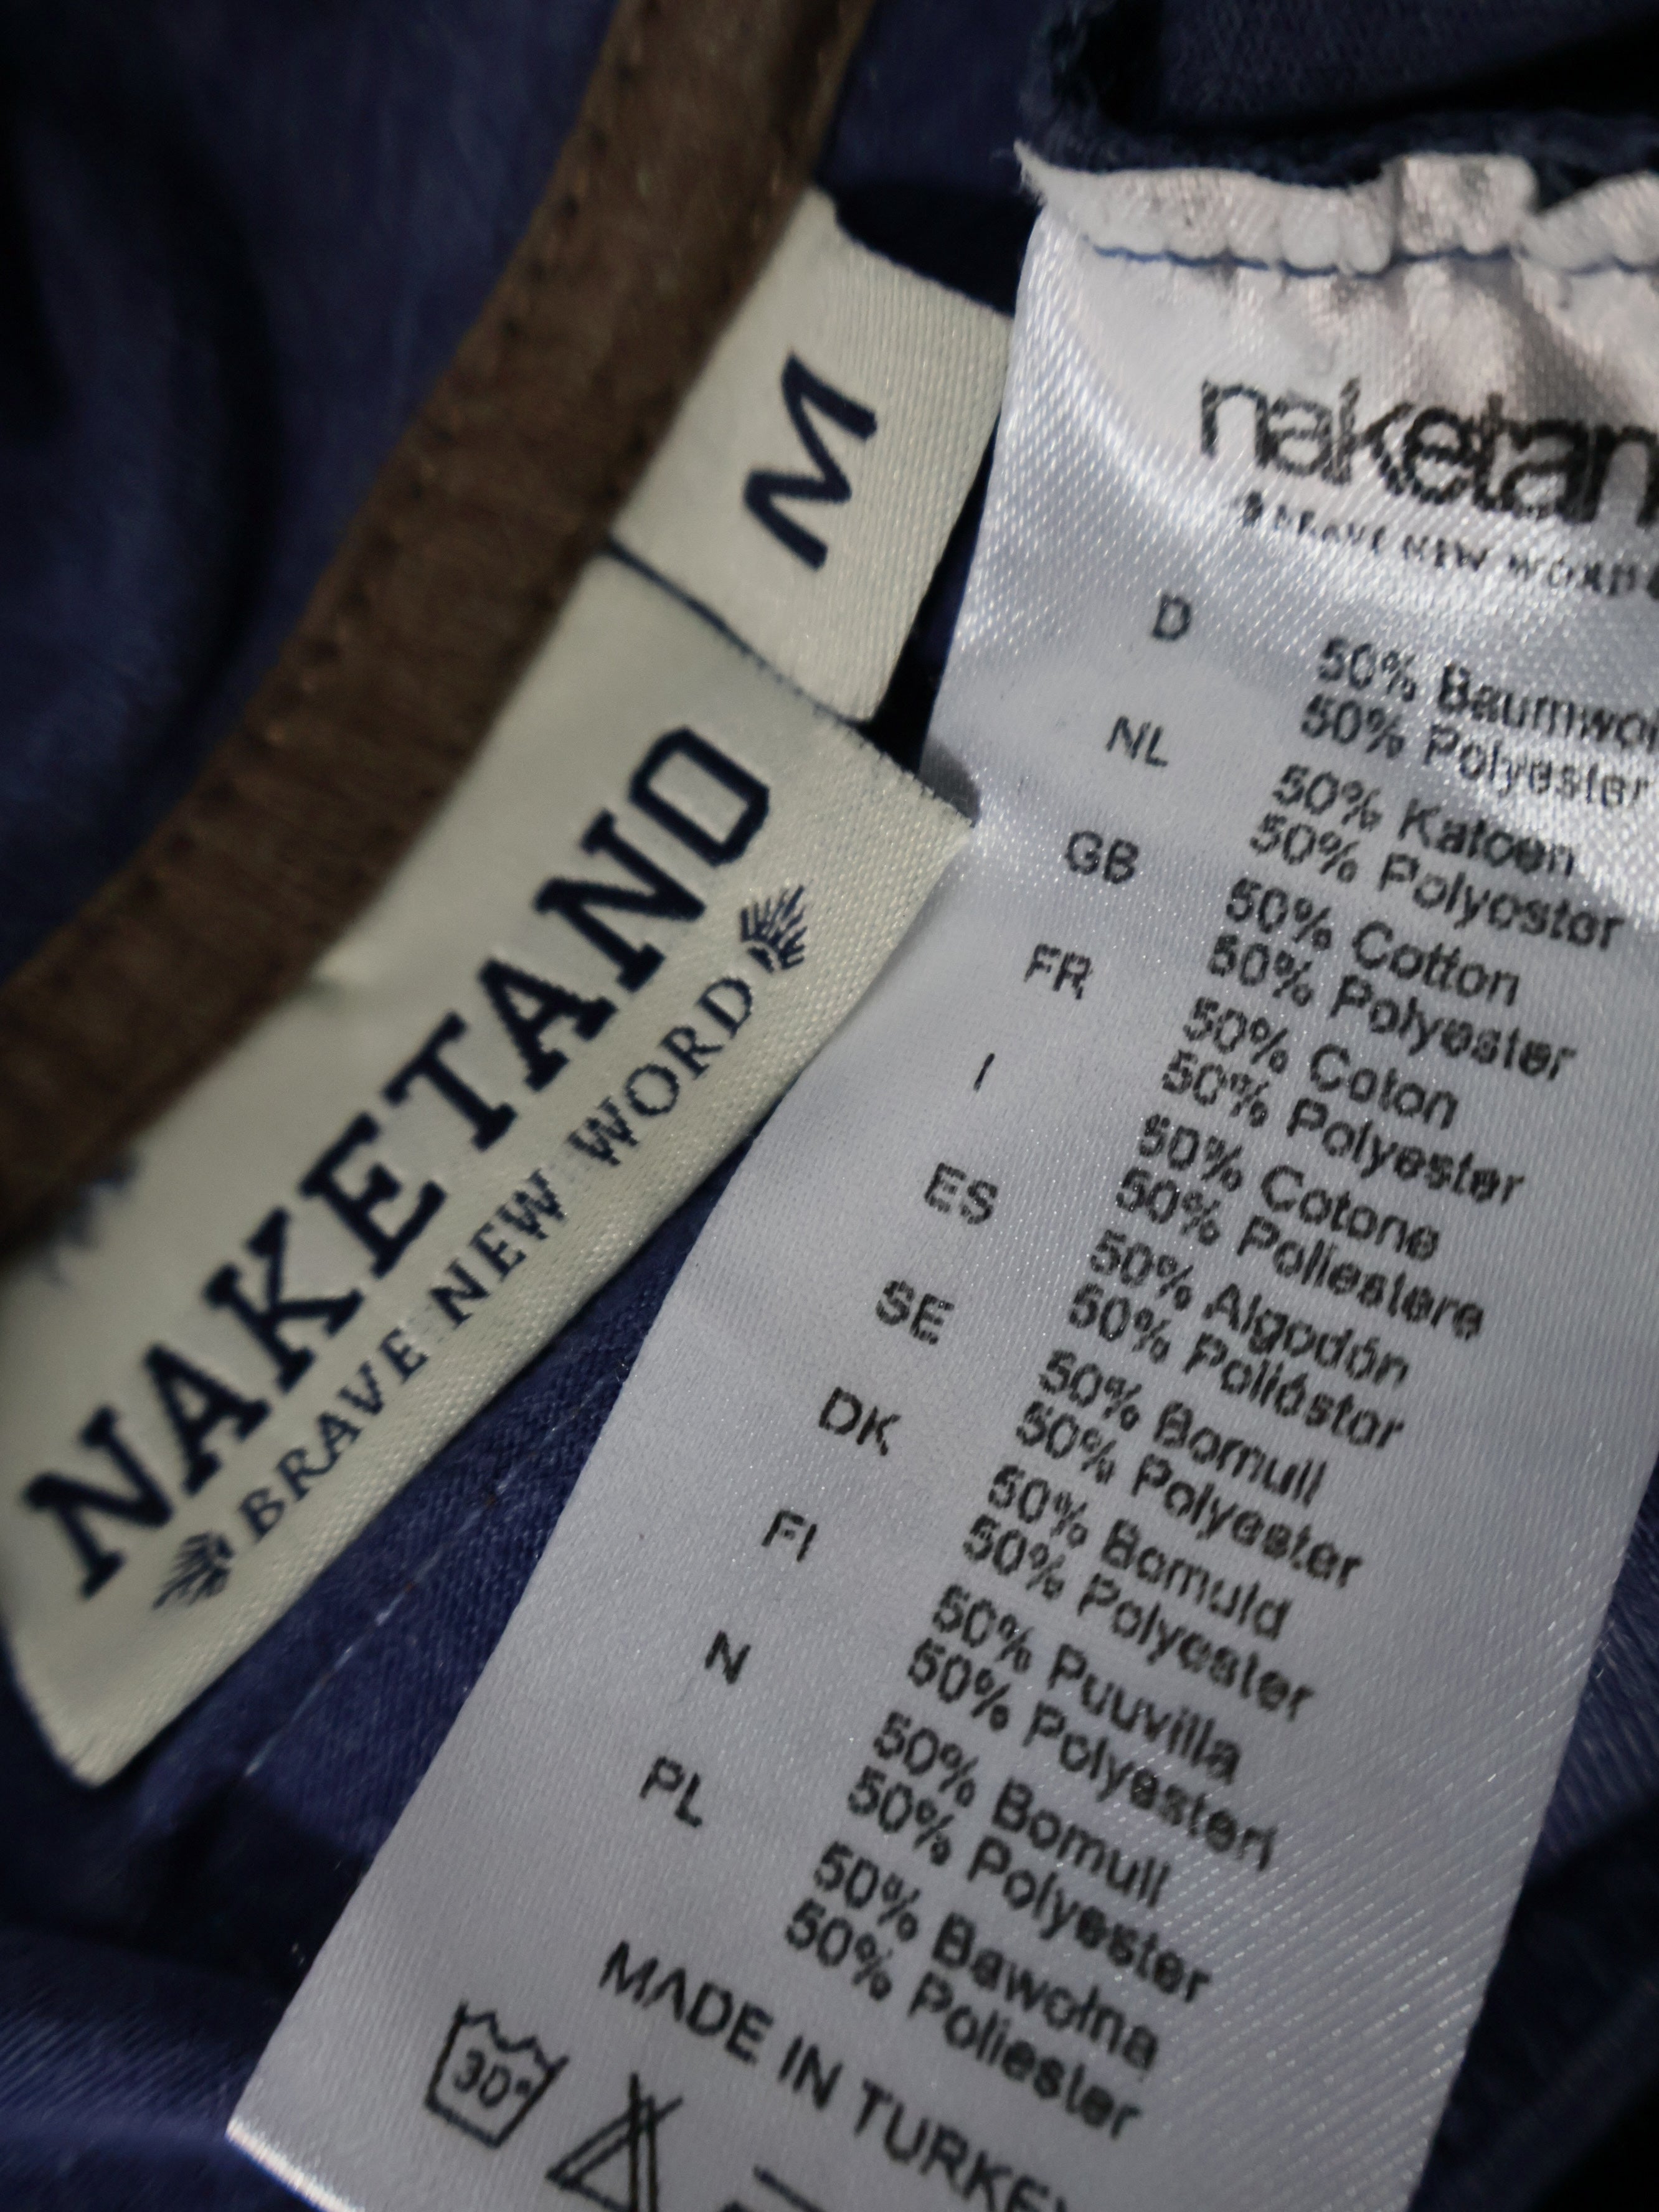 M
NAKETANO
BRAVE NEW WORD
naketan
BRAVE NEW WORD
D
50% Baumwol
50% Polyester
NL
50% Katoen
50% Polyester
GB
50% Cotton
50% Polyester
FR
50% Coton
50% Polyester
I
50% Cotone
50% Poliestere
ES
50% Algodón
50% Poliéster
SE
50% Bomull
50% Polyester
DK
50% Bomuld
50% Polyester
FI
50% Puuvilla
50% Polyesteri
N
50% Bomull
50% Polyester
PL
50% Bawełna
50% Poliester
MADE IN TURKEY
30°